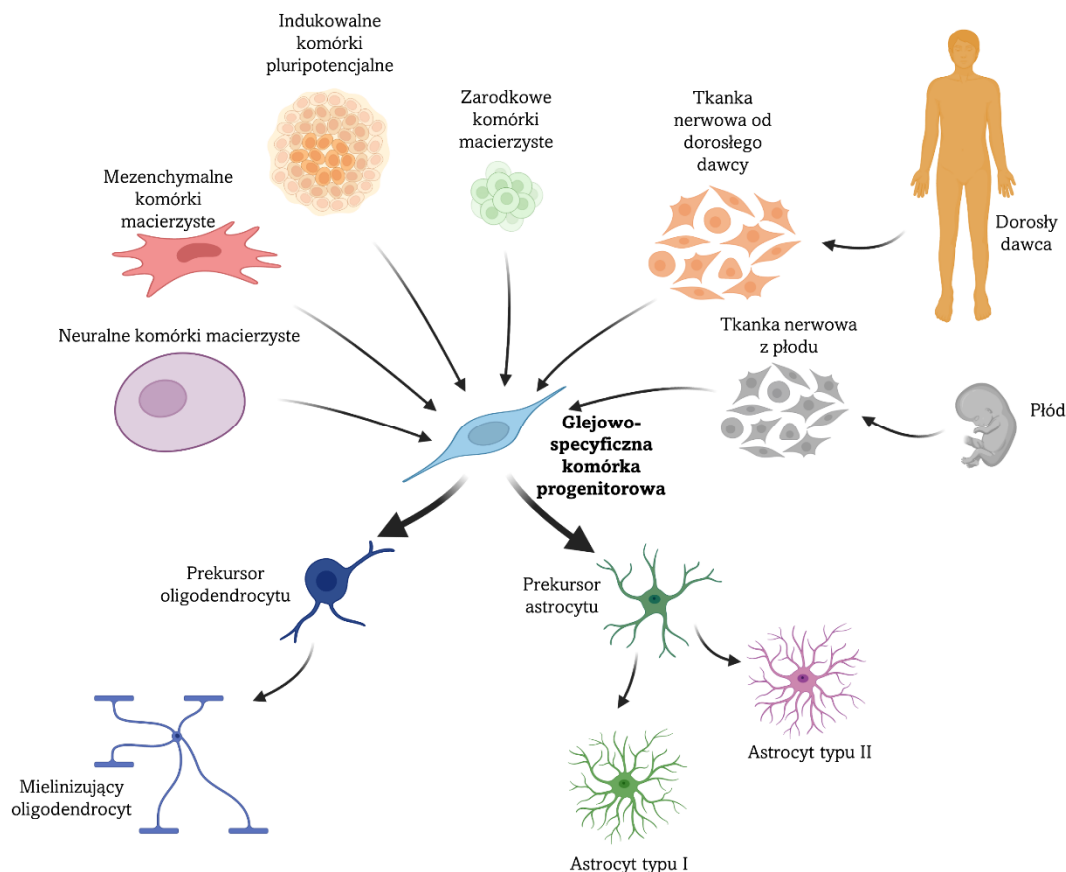 Indukowalne
komórki
pluripotencjalne
Zarodkowe
komórki
macierzyste
Tkanka
nerwowa od
dorosłego
dawcy
Mezenchymalne
komórki
macierzyste
Dorosły
dawca
Neuralne komórki macierzyste
Tkanka nerwowa
z płodu
Płód
Glejowo-
specyficzna
komórka
progenitorowa
Prekursor
oligodendrocytu
Prekursor
astrocytu
Mielinizujący
oligodendrocyt
Astrocyt typu II
Astrocyt typu I